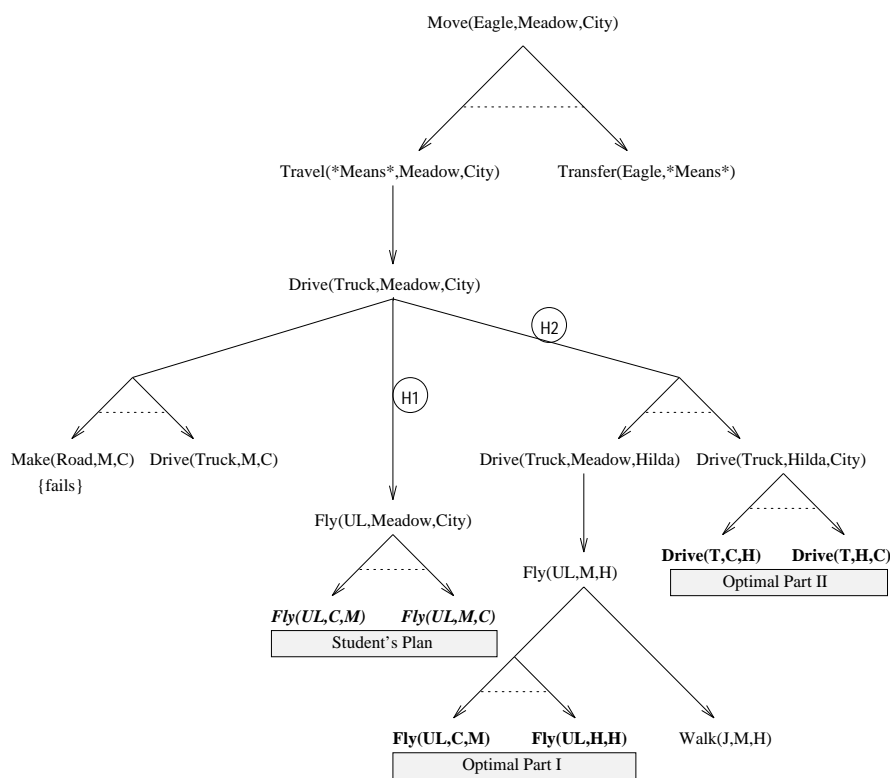 Move(Eagle,Meadow,City)
Travel(*Means*,Meadow,City) Transfer(Eagle,*Means*)
Drive(Truck,Meadow,City)
H2
H1
Make(Road,M,C) Drive(Truck,M,C) Drive(Truck,Meadow,Hilda) Drive(Truck,Hilda,City)
{fails}
Fly(UL,Meadow,City)
Drive(T,C,H) Drive(T,H,C)
Fly(UL,M,H)
Optimal Part II
Fly(UL,C,M) Fly(UL,M,C)
Student's Plan
Fly(UL,C,M) Fly(UL,H,H) Walk(J,M,H)
Optimal Part I